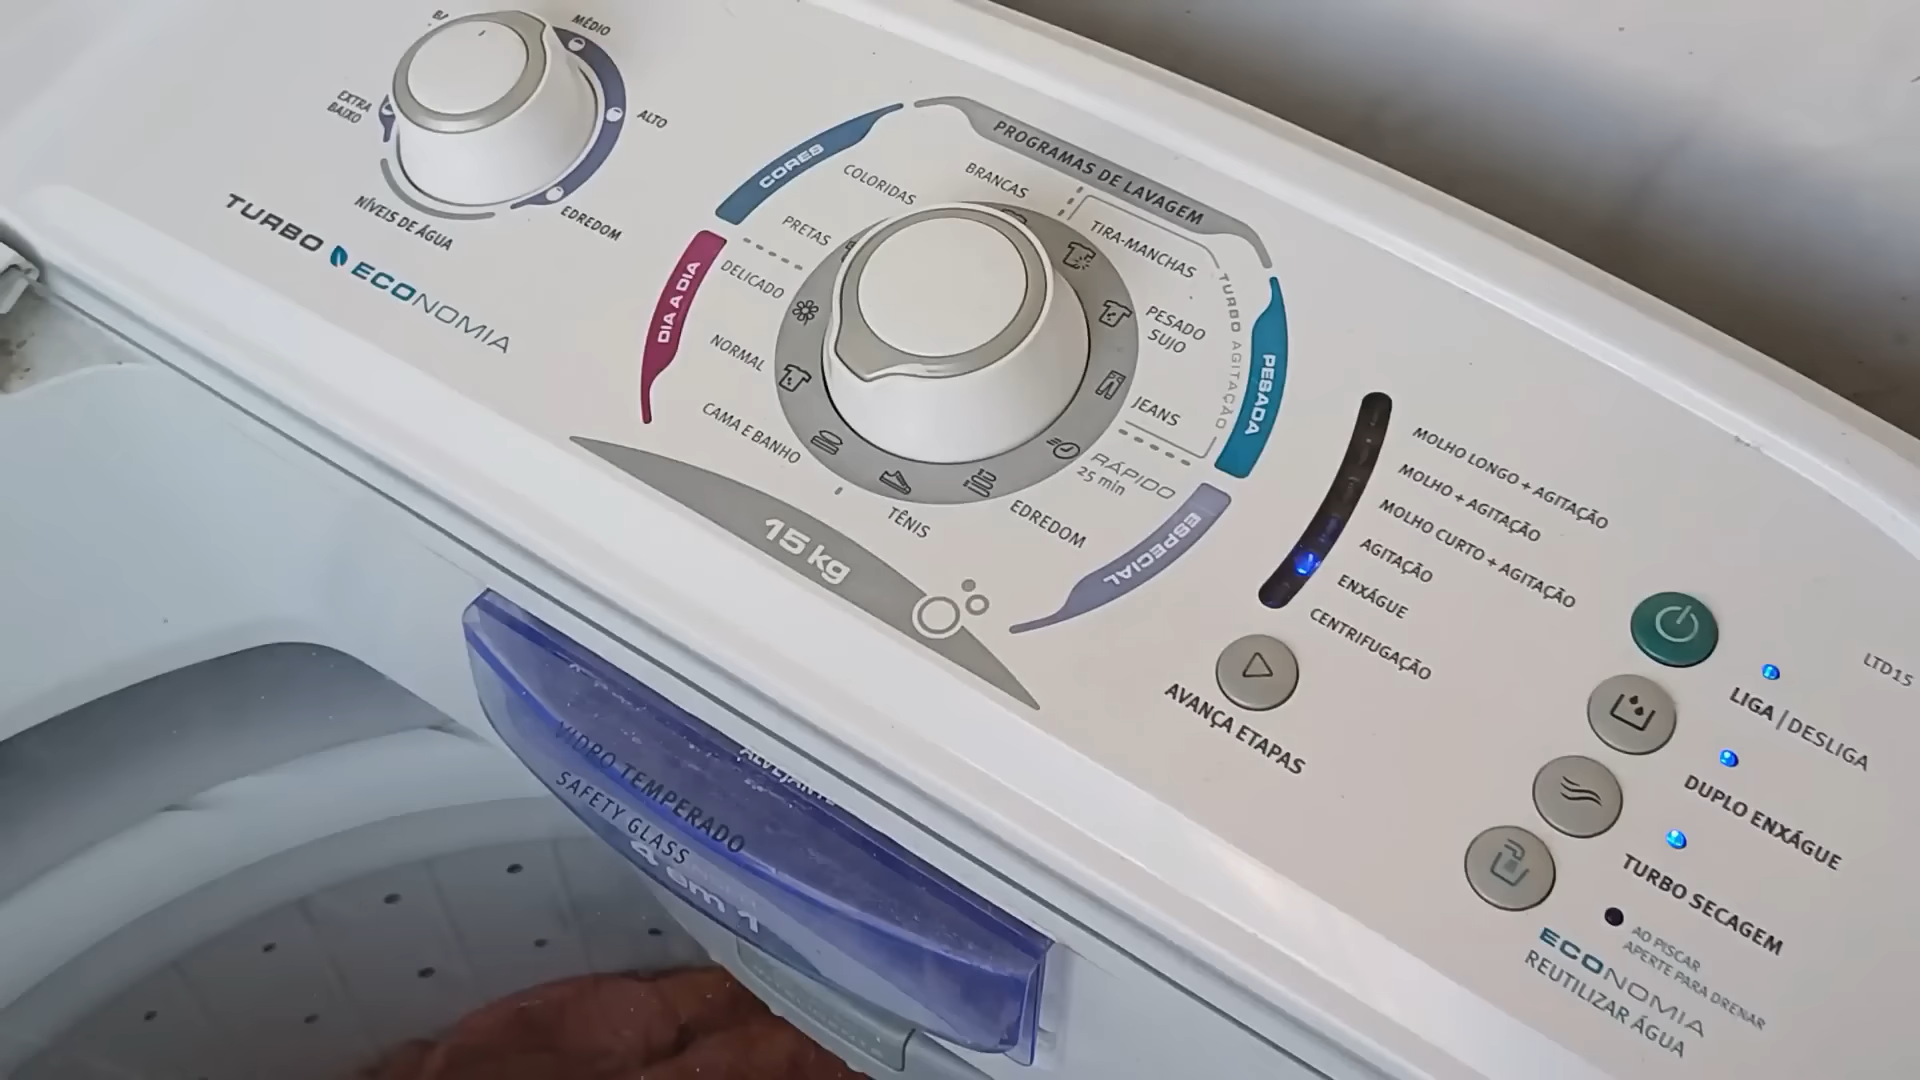 MÉDIO
ALTO
EXTRA
BAIXO
NÍVEIS DE ÁGUA
EDREDOM
TURBO ECONOMIA
PROGRAMAS DE LAVAGEM
CORES
COLORIDAS
BRANCAS
PRETAS
TIRA-MANCHAS
DIA A DIA
DELICADO
NORMAL
CAMA E BANHO
TÊNIS
EDREDOM
RÁPIDO
25 min
JEANS
PESADO
SUJO
TURBO AGITAÇÃO
PESADA
ESPECIAL
15 kg
MOLHO LONGO + AGITAÇÃO
MOLHO + AGITAÇÃO
MOLHO CURTO + AGITAÇÃO
AGITAÇÃO
ENXÁGUE
CENTRIFUGAÇÃO
AVANÇA ETAPAS
LTD15
LIGA|DESLIGA
DUPLO ENXÁGUE
TURBO SECAGEM
AO PISCAR
APERTE PARA DRENAR
ECONOMIA
REUTILIZAR ÁGUA
ALVEJANTE
VIDRO TEMPERADO
SAFETY GLASS
4 em 1